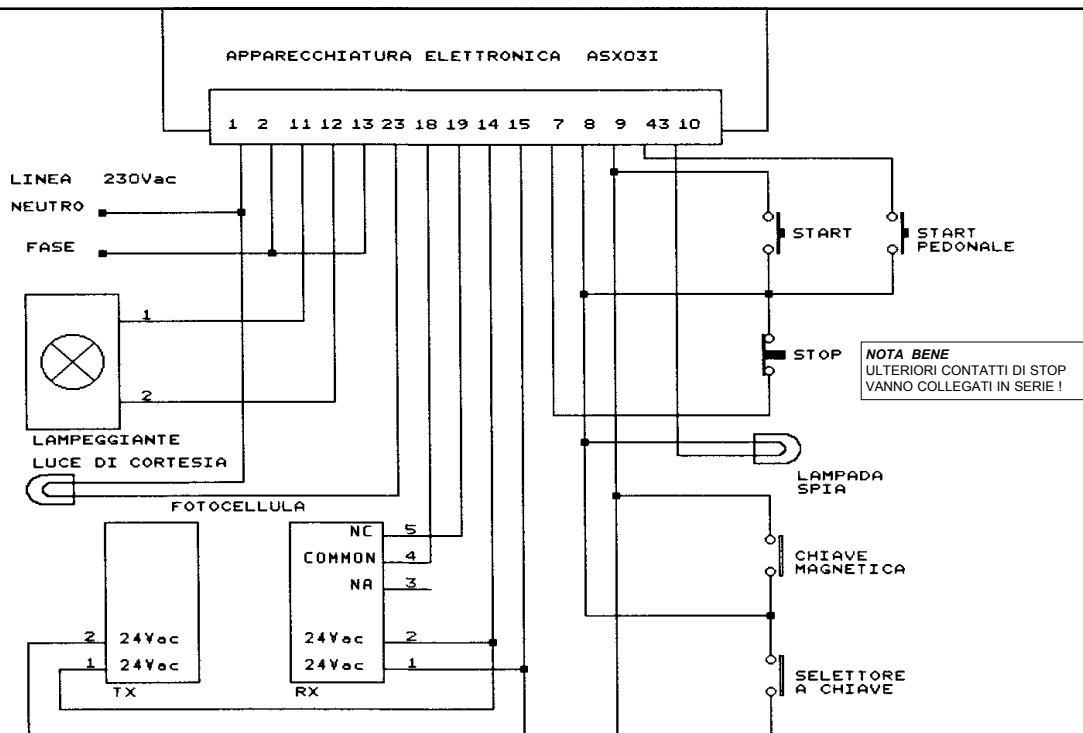 APPARECCHIATURA ELETTRONICA ASX03I
1 2 11 12 13 23 18 19 14 15 7 8 9 43 10
LINEA 230Vac
NEUTRO
FASE
START
START
PEDONALE
1
2
LAMPEGGIANTE
STOP
NOTA BENE
ULTERIORI CONTATTI DI STOP
VANNO COLLEGATI IN SERIE !
LUCE DI CORTESIA
LAMPADA
SPIA
FOTOCELLULA
NC 5
COMMON 4
NA 3
CHIAVE
MAGNETICA
2 24Vac
1 24Vac
TX
24Vac 2
24Vac 1
RX
SELETTORE
A CHIAVE